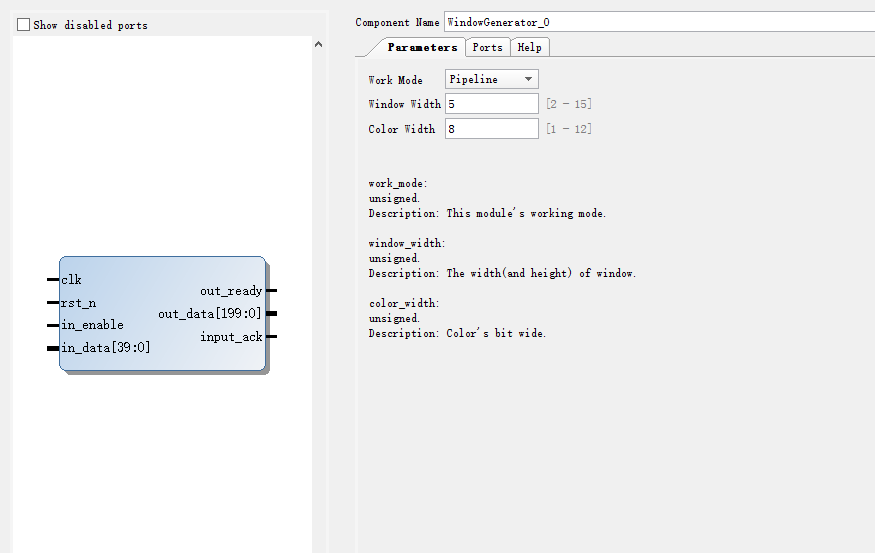 Show disabled ports
clk
rst_n
in_enable
in_data[39:0]
out_ready
out_data[199:0]
input_ack
Component Name WindowGenerator_0
Parameters Ports Help
Work Mode Pipeline
Window Width 5 [2 - 15]
Color Width 8 [1 - 12]
work_mode:
unsigned.
Description: This module's working mode.
window_width:
unsigned.
Description: The width(and height) of window.
color_width:
unsigned.
Description: Color's bit wide.